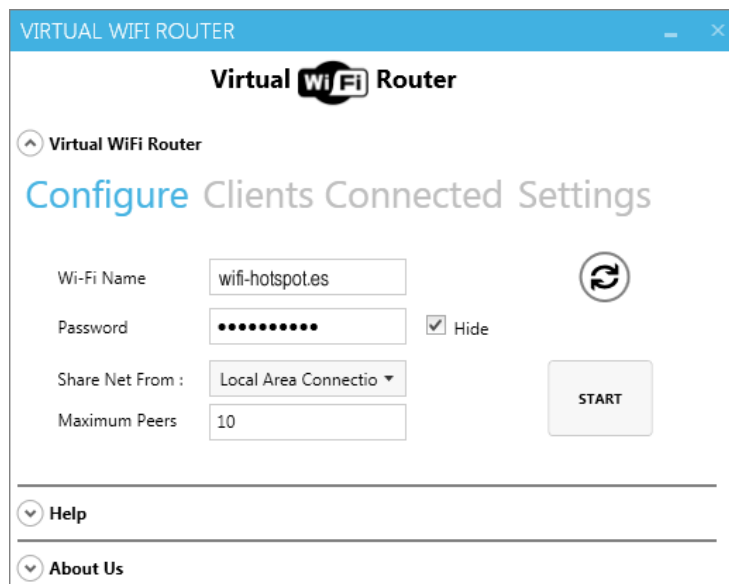 VIRTUAL WIFI ROUTER
Virtual Wi Fi Router
Virtual WiFi Router
Configure Clients Connected Settings
Wi-Fi Name wifi-hotspot.es
Password •••••••••• Hide
Share Net From : Local Area Connectio
START
Maximum Peers 10
Help
About Us